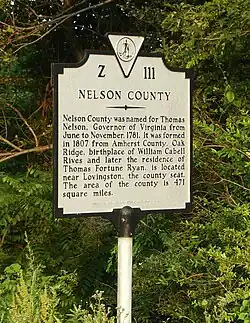 Z 111
NELSON COUNTY
Nelson County was named for Thomas
Nelson, Governor of Virginia from
June to November, 1781. It was formed
in 1807 from Amherst County. Oak
Ridge, birthplace of William Cabell
Rives and later the residence of
Thomas Fortune Ryan, is located
near Lovingston, the county seat.
The area of the county is 471
square miles.